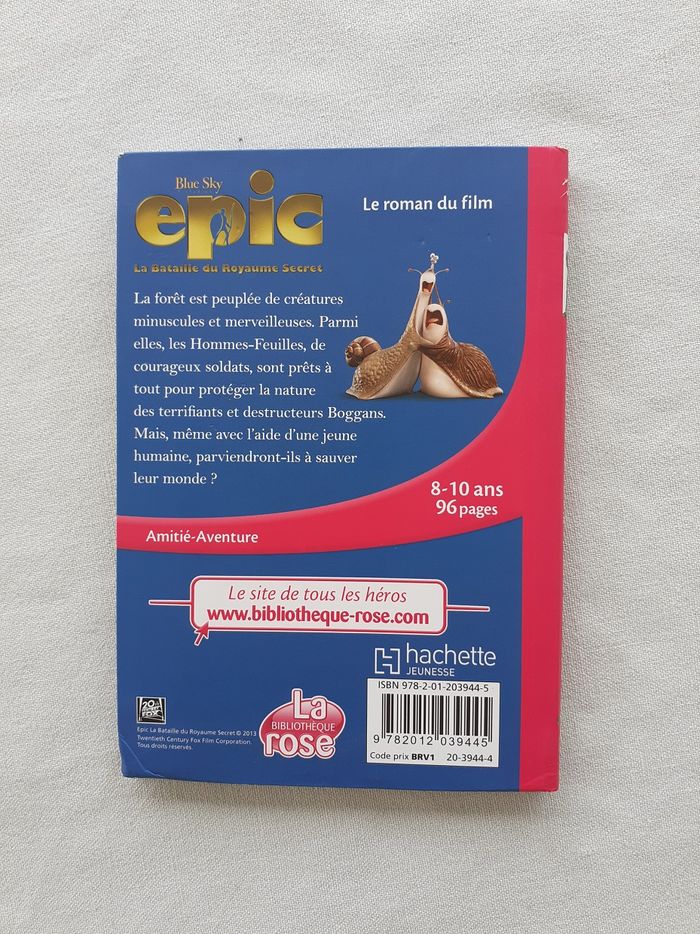 Blue Sky
epic
La Bataille du Royaume Secret
Le roman du film
La forêt est peuplée de créatures
minuscules et merveilleuses. Parmi
elles, les Hommes-Feuilles, de
courageux soldats, sont prêts à
tout pour protéger la nature
des terrifiants et destructeurs Boggans.
Mais, même avec l'aide d'une jeune
humaine, parviendront-ils à sauver
leur monde ?
8-10 ans
96 pages
Amitié-Aventure
Le site de tous les héros
www.bibliotheque-rose.com
hachette
JEUNESSE
ISBN 978-2-01-203944-5
9 782012 039445
Code prix BRV1 20-3944-4
La
BIBLIOTHÈQUE
rose
Epic La Bataille du Royaume Secret © 2013
Twentieth Century Fox Film Corporation.
Tous droits réservés.